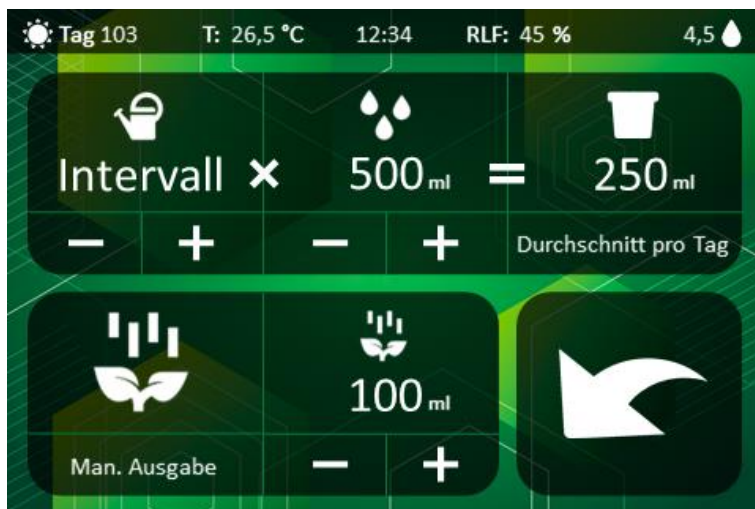 Tag 103 T: 26,5 °C 12:34 RLF: 45 % 4,5
Intervall × 500 ml = 250 ml
− + − + Durchschnitt pro Tag
100 ml
Man. Ausgabe − +